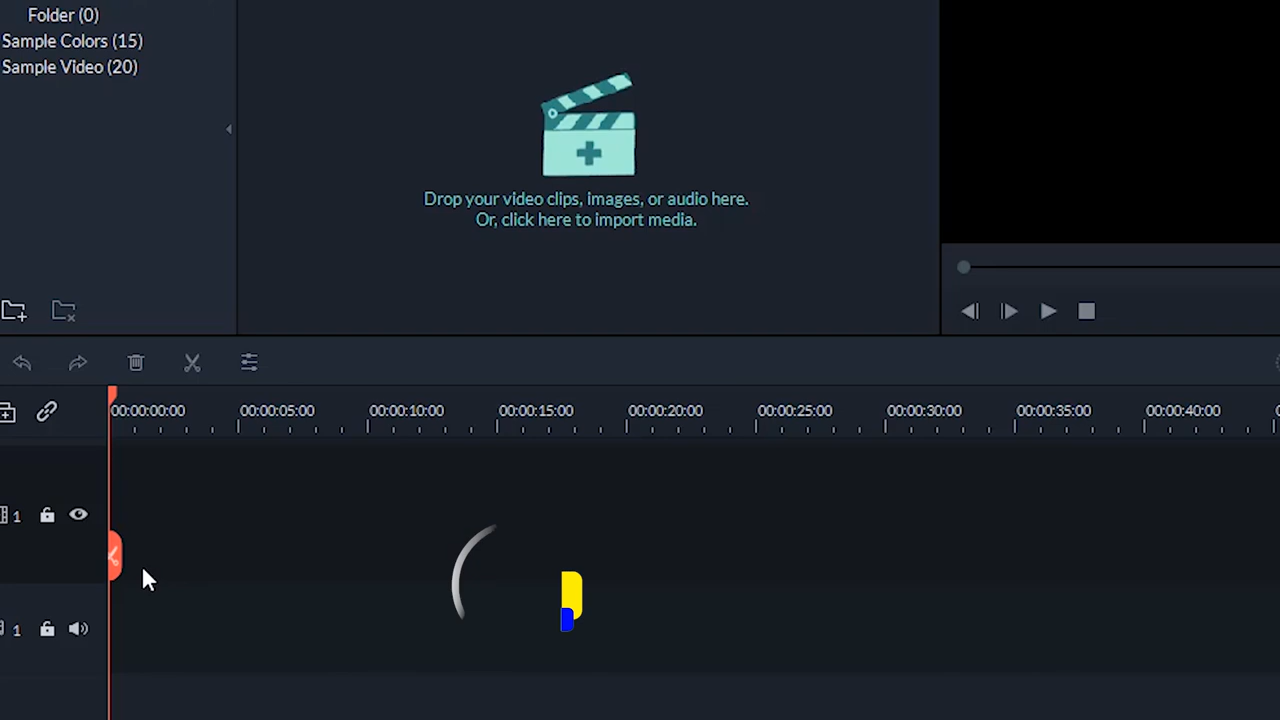 Folder (0)
Sample Colors (15)
Sample Video (20)
Drop your video clips, images, or audio here.
Or, click here to import media.
00:00:00:00 00:00:05:00 00:00:10:00 00:00:15:00 00:00:20:00 00:00:25:00 00:00:30:00 00:00:35:00 00:00:40:00
1
1